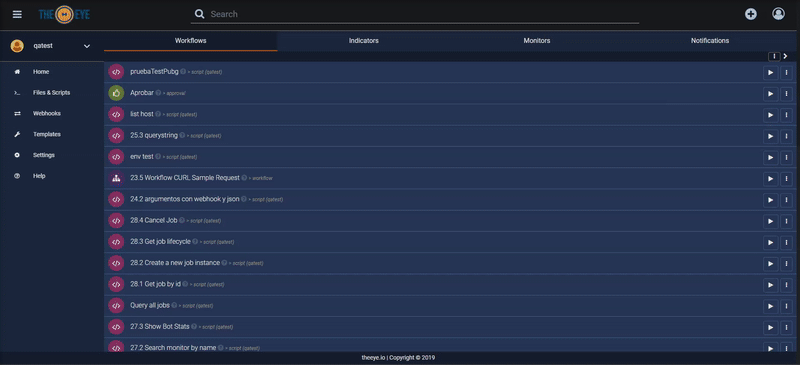 THE EYE
Search
qatest
Workflows
Indicators
Monitors
Notifications
Home
Files & Scripts
Webhooks
Templates
Settings
Help
pruebaTestPubg » script (qatest)
Aprobar » approval
list host » script (qatest)
25.3 querystring » script (qatest)
env test » script (qatest)
23.5 Workflow CURL Sample Request » workflow
24.2 argumentos con webhook y json » script (qatest)
28.4 Cancel Job » script (qatest)
28.3 Get job lifecycle » script (qatest)
28.2 Create a new job instance » script (qatest)
28.1 Get job by id » script (qatest)
Query all jobs » script (qatest)
27.3 Show Bot Stats » script (qatest)
27.2 Search monitor by name » script (qatest)
theeye.io | Copyright © 2019